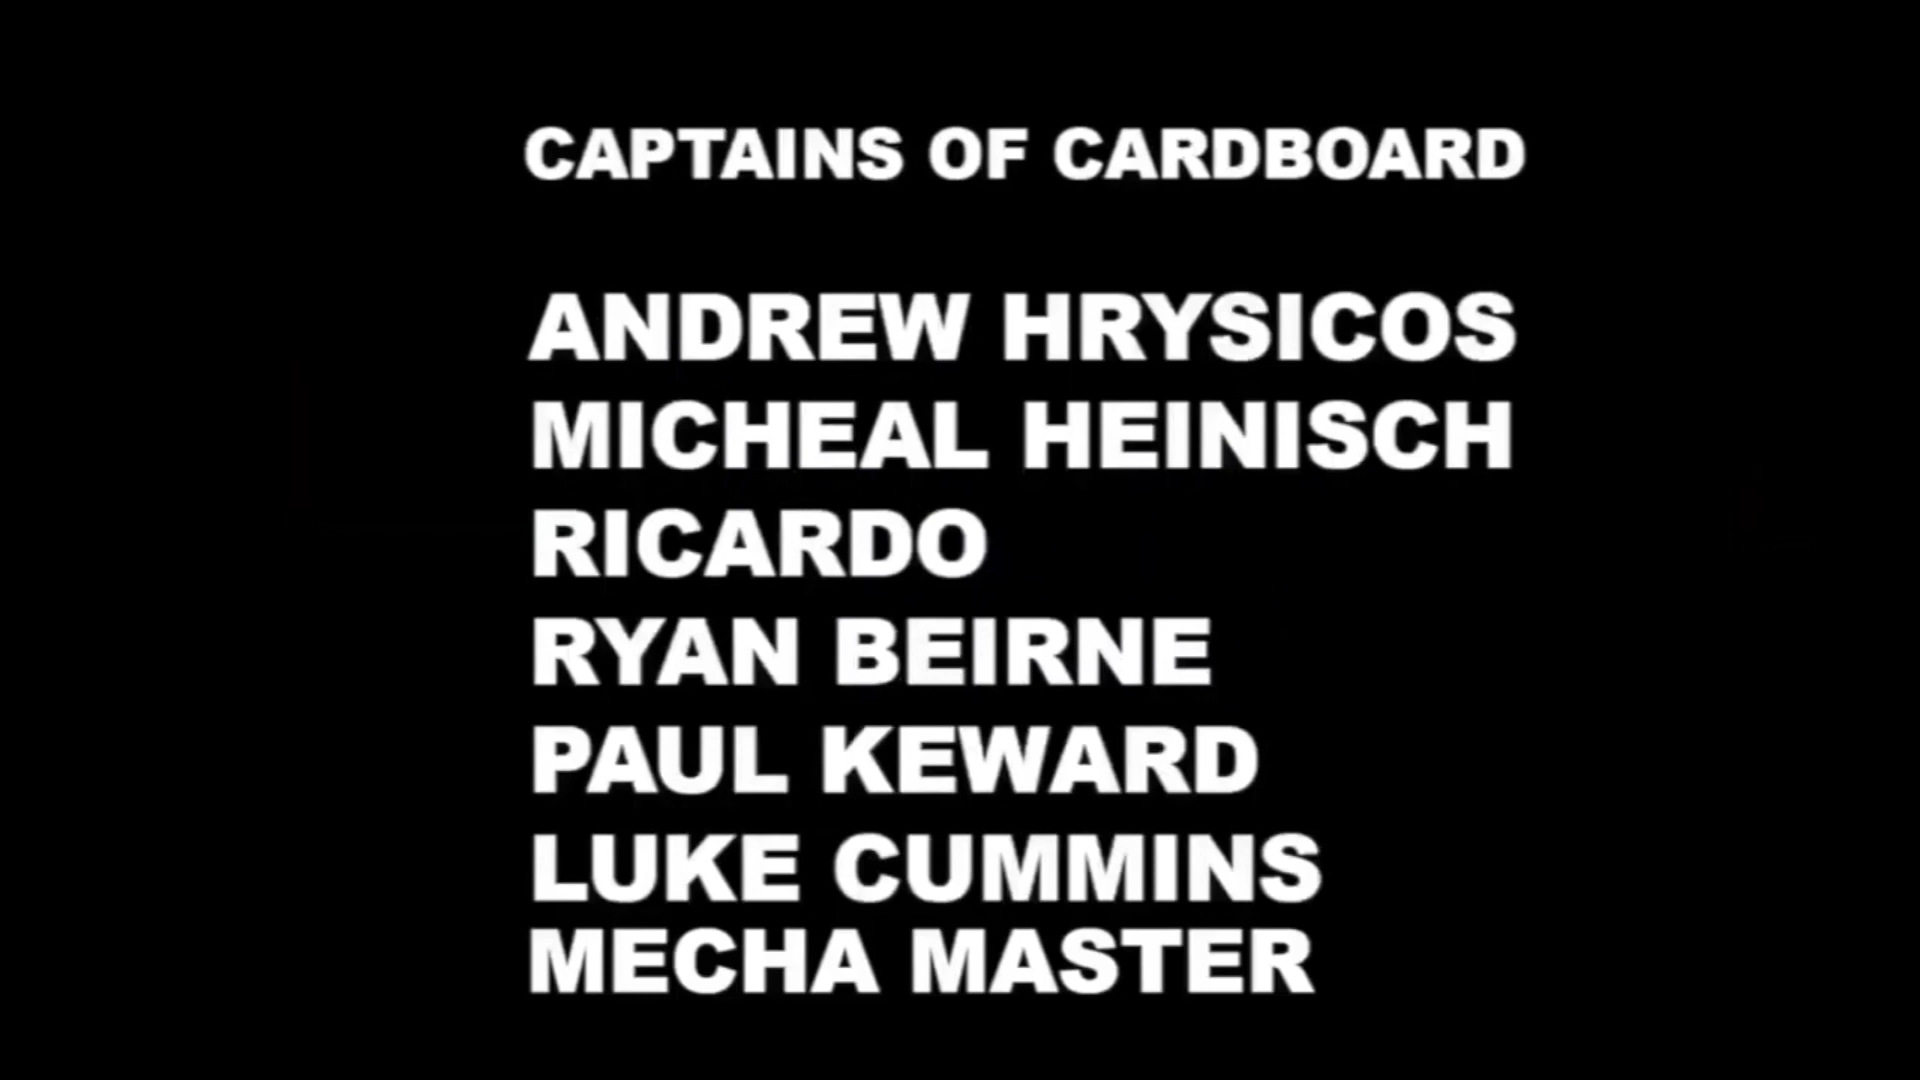 CAPTAINS OF CARDBOARD
ANDREW HRYSICOS
MICHEAL HEINISCH
RICARDO
RYAN BEIRNE
PAUL KEWARD
LUKE CUMMINS
MECHA MASTER